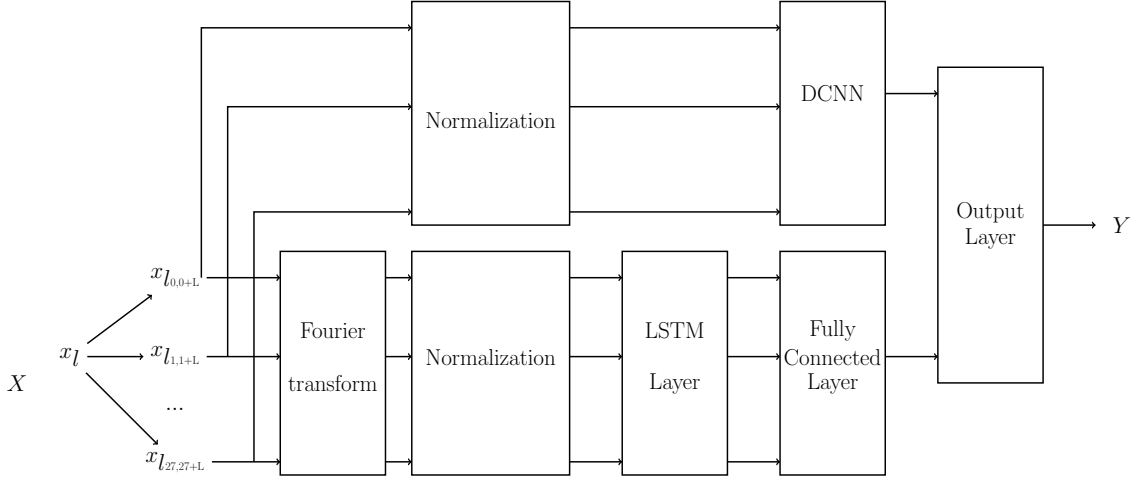 Normalization
DCNN
Output
Layer
Y
x_{l_{0,0+L}}
Fourier
transform
LSTM
Layer
Fully
Connected
Layer
x_l
x_{l_{1,1+L}}
Normalization
X
...
x_{l_{27,27+L}}